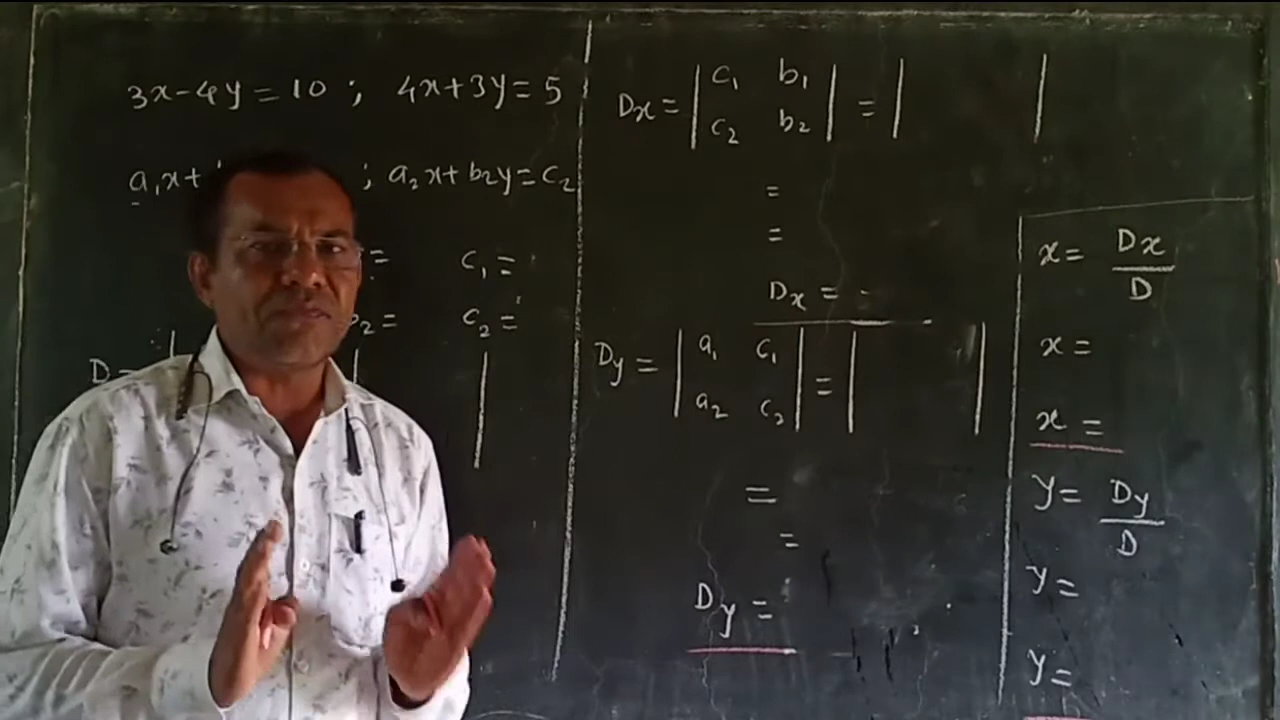 3x-4y=10 ; 4x+3y=5
a₁x+ ; a₂x+b₂y=c₂
= c₁=
₂= c₂=
D=
Dx= | c₁ b₁ | = | |
| c₂ b₂ |
=
=
Dx =
Dy = | a₁ c₁ | = | |
| a₂ c₂ |
=
=
Dy =
x= Dx
D
x=
x=
y= Dy
D
y=
y=